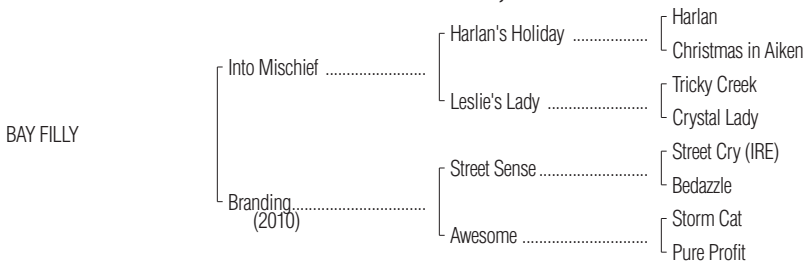 Harlan
Harlan's Holiday ..................
Christmas in Aiken
Into Mischief ........................
Tricky Creek
Leslie's Lady ........................
Crystal Lady
BAY FILLY
Street Cry (IRE)
Street Sense ..........................
Bedazzle
Branding................................
(2010)
Storm Cat
Awesome ..............................
Pure Profit